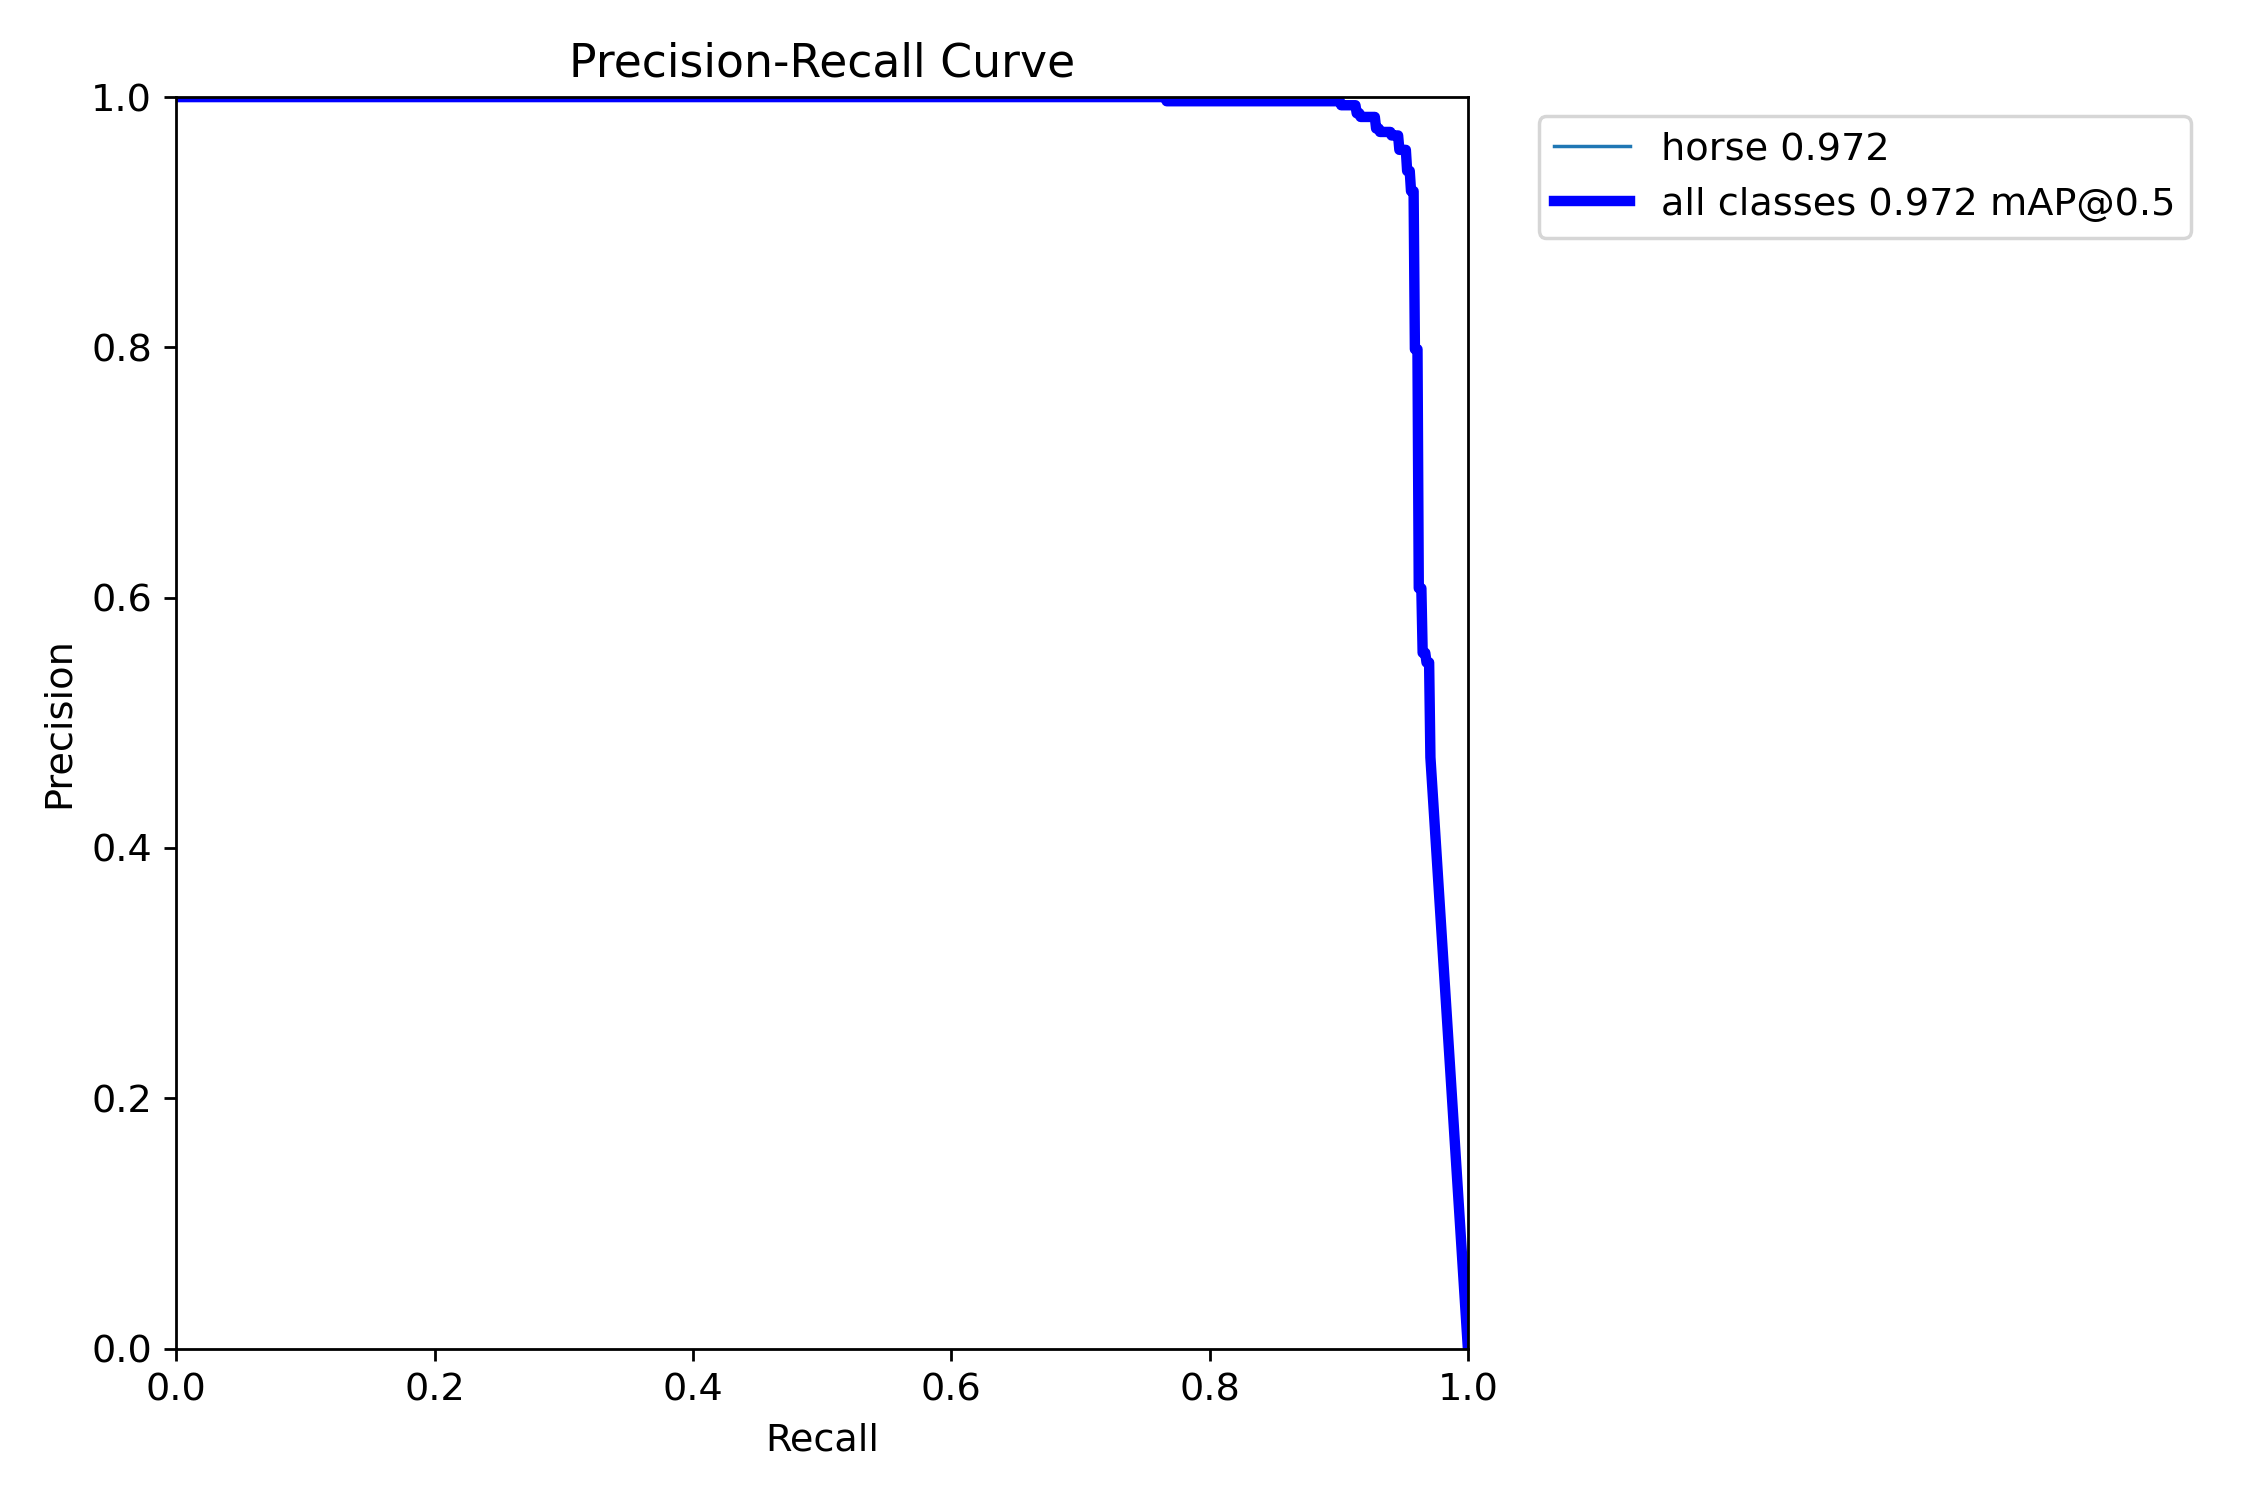 Precision-Recall Curve
horse 0.972
all classes 0.972 mAP@0.5
Precision
1.0
0.8
0.6
0.4
0.2
0.0
0.0 0.2 0.4 0.6 0.8 1.0
Recall